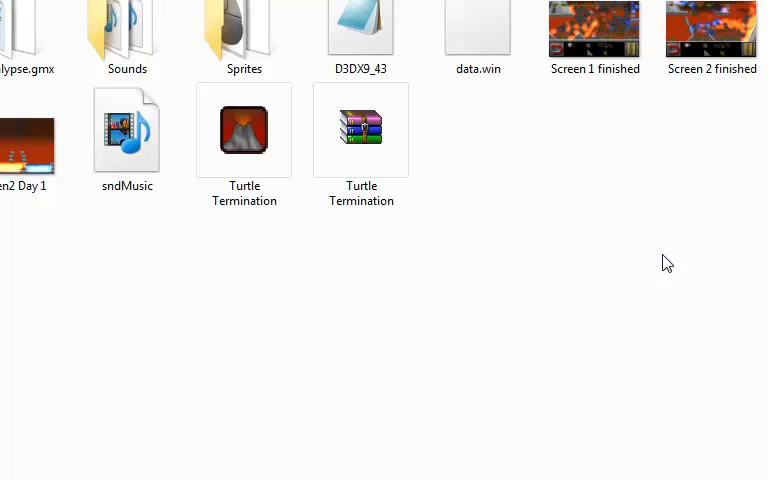 lypse.gmx
Sounds
Sprites
D3DX9_43
data.win
Screen 1 finished
Screen 2 finished
en2 Day 1
sndMusic
Turtle
Termination
Turtle
Termination